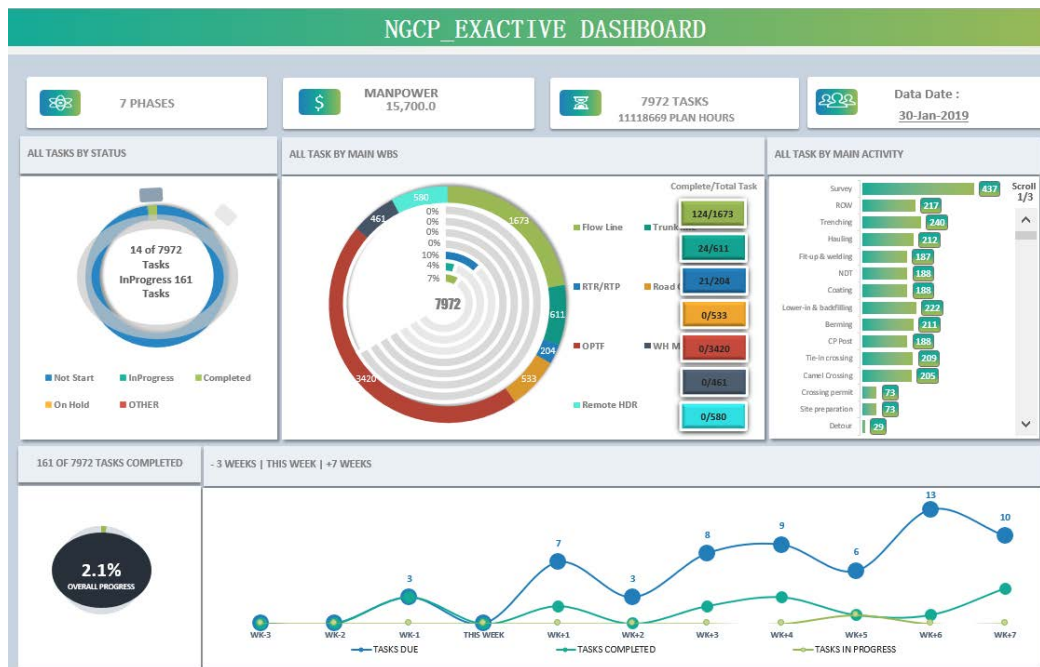 NGCP_EXACTIVE DASHBOARD
7 PHASES
MANPOWER
15,700.0
7972 TASKS
11118669 PLAN HOURS
Data Date :
30-Jan-2019
ALL TASKS BY STATUS
14 of 7972
Tasks
InProgress 161
Tasks
Not Start
InProgress
Completed
On Hold
OTHER
ALL TASK BY MAIN WBS
580
461
1673
611
204
533
3420
0%
0%
0%
0%
10%
4%
7%
7972
Complete/Total Task
Flow Line
Trunk
RTR/RTP
Road
OPTF
WH M
Remote HDR
124/1673
24/611
21/204
0/533
0/3420
0/461
0/580
ALL TASK BY MAIN ACTIVITY
Scroll
1/3
Survey 437
ROW 217
Trenching 240
Hauling 212
Fit-up & welding 187
NDT 188
Coating 188
Lower-in & backfilling 222
Berming 211
CP Post 188
Tie-in crossing 209
Camel Crossing 205
Crossing permit 73
Site preparation 73
Detour 29
161 OF 7972 TASKS COMPLETED
2.1%
OVERALL PROGRESS
- 3 WEEKS | THIS WEEK | +7 WEEKS
3
7
3
8
9
6
13
10
WK-3
WK-2
WK-1
THIS WEEK
WK+1
WK+2
WK+3
WK+4
WK+5
WK+6
WK+7
TASKS DUE
TASKS COMPLETED
TASKS IN PROGRESS